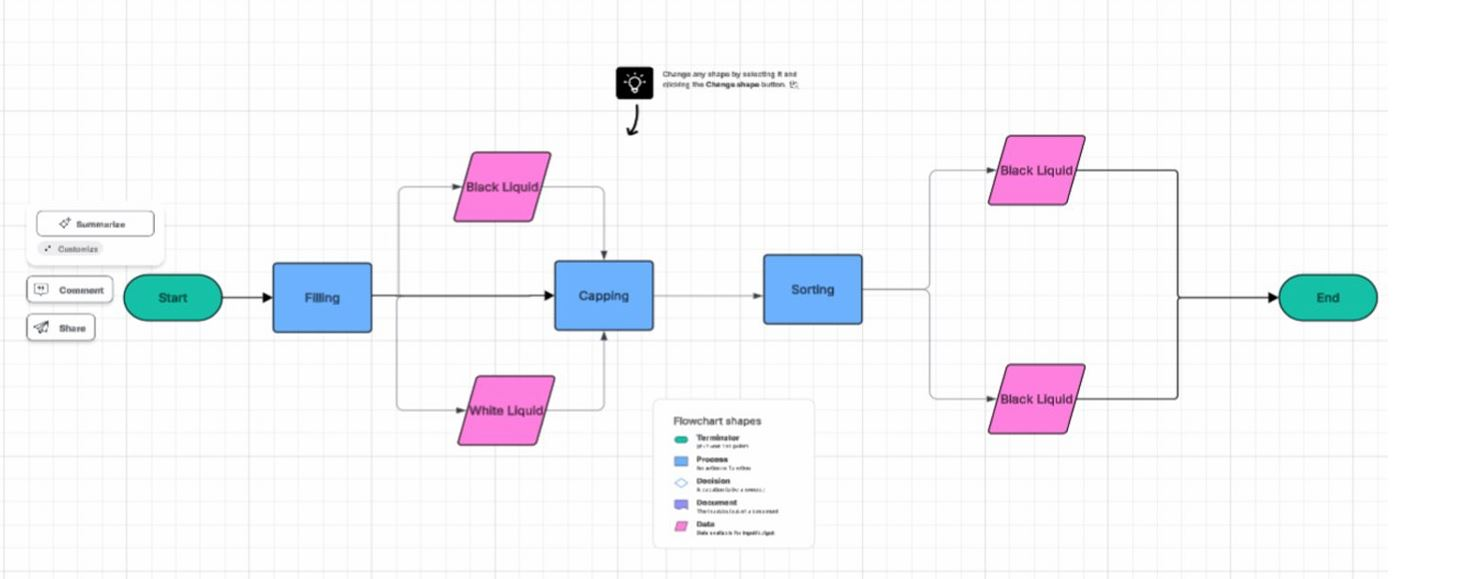 Change any shape by selecting it and
clicking the Change shape button.
Black Liquid
Black Liquid
Summarize
Customize
Comment
Share
Start
Filling
Capping
Sorting
End
White Liquid
Black Liquid
Flowchart shapes
Terminator
Process
Decision
Document
Data